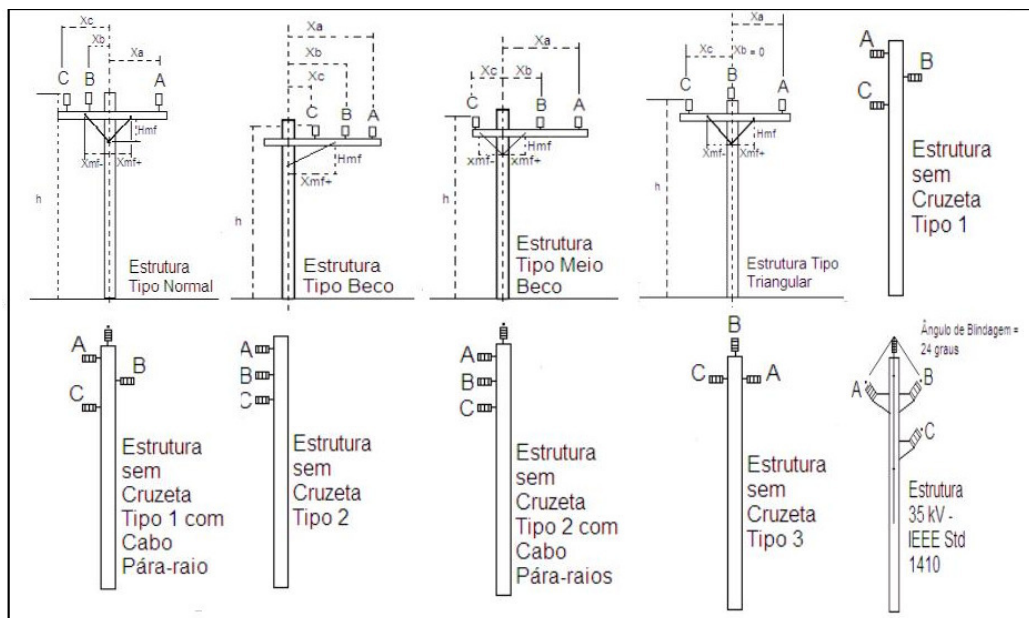 Xc
Xb
Xa
C
B
A
Hmf
Xmf-
Xmf+
h
Estrutura
Tipo Normal
Xa
Xb
Xc
C
B
A
Hmf
Xmf+
h
Estrutura
Tipo Beco
Xa
Xc
Xb
C
B
A
Hmf
xmf-
xmf+
h
Estrutura
Tipo Meio
Beco
Xa
Xc
Xb = 0
B
C
A
Hmf
Xmf-
Xmf+
h
Estrutura Tipo
Triangular
A
B
C
Estrutura
sem
Cruzeta
Tipo 1
A
B
C
Estrutura
sem
Cruzeta
Tipo 1 com
Cabo
Pára-raio
A
B
C
Estrutura
sem
Cruzeta
Tipo 2
A
B
C
Estrutura
sem
Cruzeta
Tipo 2 com
Cabo
Pára-raios
B
C
A
Estrutura
sem
Cruzeta
Tipo 3
Ângulo de Blindagem =
24 graus
A
B
C
Estrutura
35 kV -
IEEE Std
1410